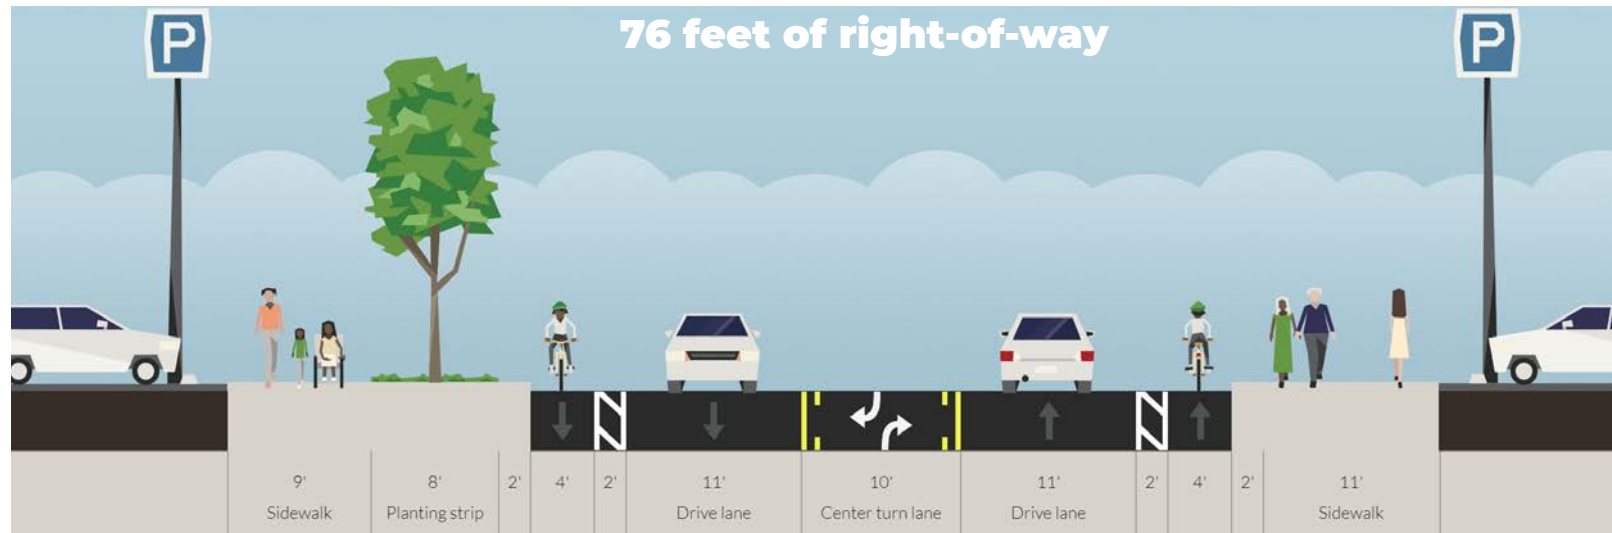 76 feet of right-of-way
P
P
9' 8' 2' 4' 2' 11' 10' 11' 2' 4' 2' 11'
Sidewalk Planting strip Drive lane Center turn lane Drive lane Sidewalk